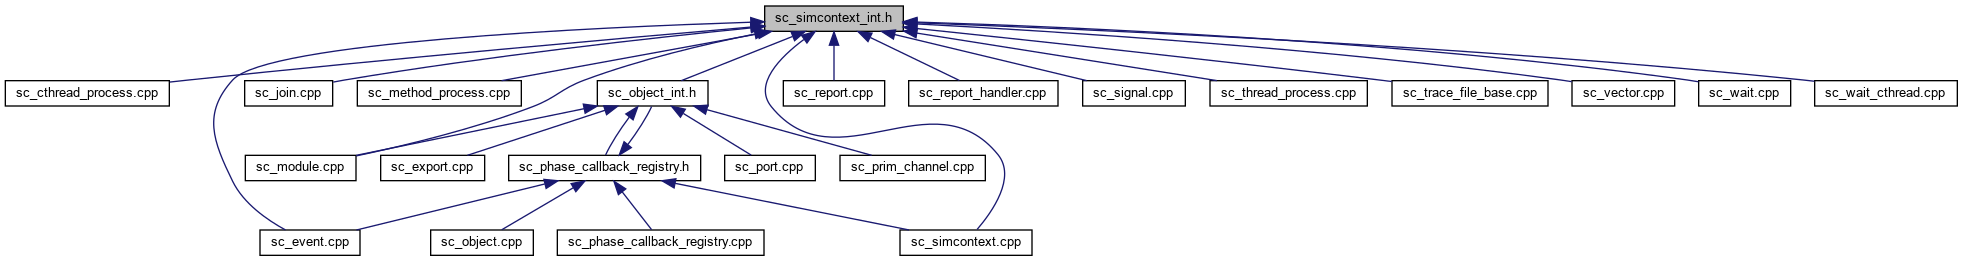 sc_simcontext_int.h
sc_cthread_process.cpp
sc_join.cpp
sc_method_process.cpp
sc_object_int.h
sc_report.cpp
sc_report_handler.cpp
sc_signal.cpp
sc_thread_process.cpp
sc_trace_file_base.cpp
sc_vector.cpp
sc_wait.cpp
sc_wait_cthread.cpp
sc_module.cpp
sc_export.cpp
sc_phase_callback_registry.h
sc_port.cpp
sc_prim_channel.cpp
sc_event.cpp
sc_object.cpp
sc_phase_callback_registry.cpp
sc_simcontext.cpp